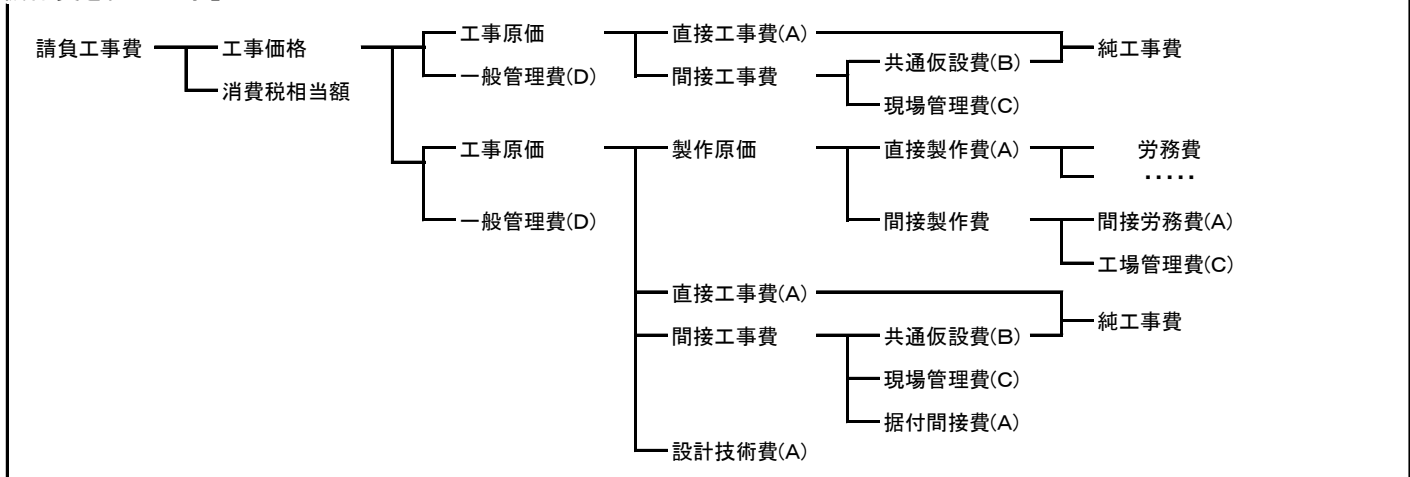 請負工事費 工事価格 工事原価 直接工事費(A) 純工事費
消費税相当額 一般管理費(D) 間接工事費 共通仮設費(B)
現場管理費(C)
工事原価 製作原価 直接製作費(A) 労務費
・・・・・
一般管理費(D) 間接製作費 間接労務費(A)
工場管理費(C)
直接工事費(A)
純工事費
間接工事費 共通仮設費(B)
現場管理費(C)
据付間接費(A)
設計技術費(A)